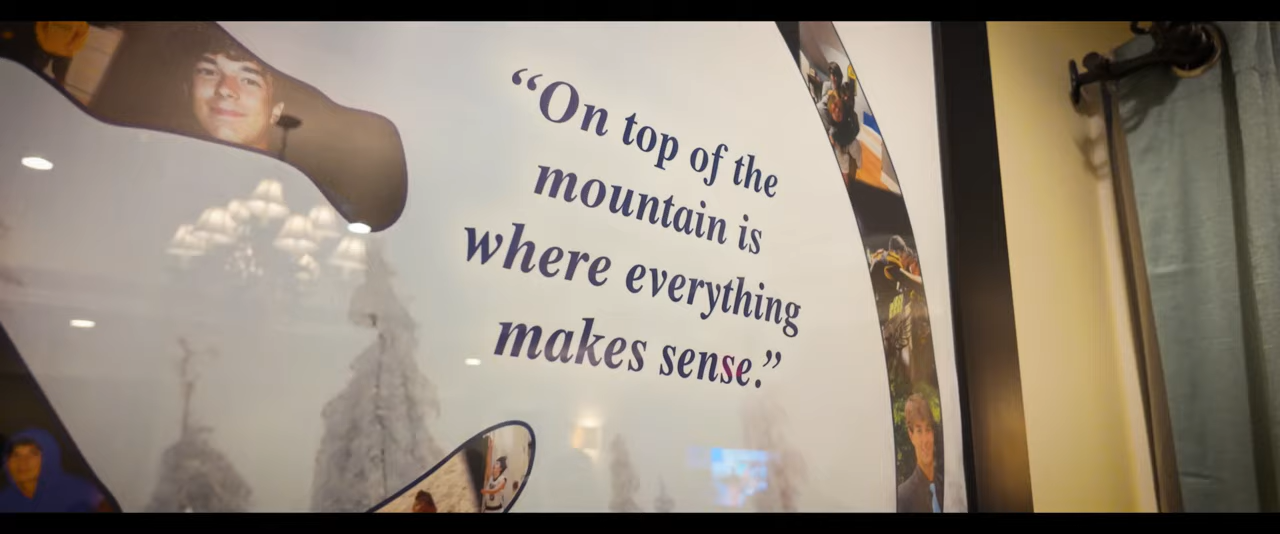 “On top of the
mountain is
where everything
makes sense.”